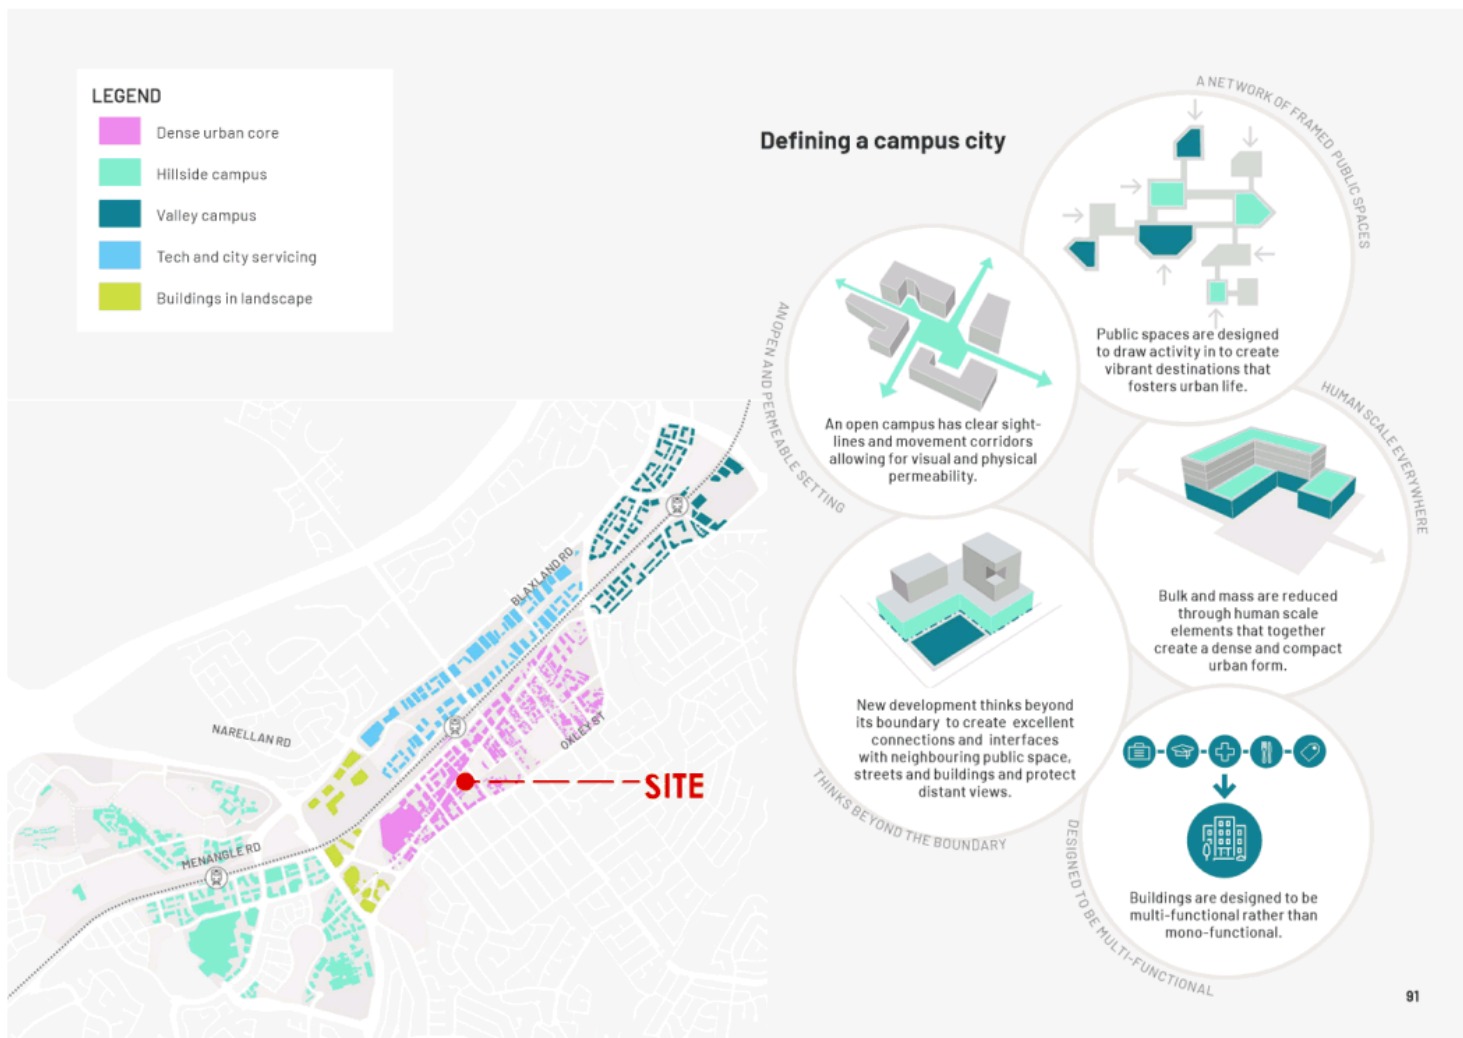 LEGEND
Dense urban core
Hillside campus
Valley campus
Tech and city servicing
Buildings in landscape
BLAXLAND RD
NARELLAN RD
OXLEY ST
SITE
MENANGLE RD
Defining a campus city
A NETWORK OF FRAMED PUBLIC SPACES
Public spaces are designed
to draw activity in to create
vibrant destinations that
fosters urban life.
AN OPEN AND PERMEABLE SETTING
An open campus has clear sight-
lines and movement corridors
allowing for visual and physical
permeability.
HUMAN SCALE EVERYWHERE
Bulk and mass are reduced
through human scale
elements that together
create a dense and compact
urban form.
New development thinks beyond
its boundary to create excellent
connections and interfaces
with neighbouring public space,
streets and buildings and protect
distant views.
THINKS BEYOND THE BOUNDARY
DESIGNED TO BE MULTI-FUNCTIONAL
Buildings are designed to be
multi-functional rather than
mono-functional.
91